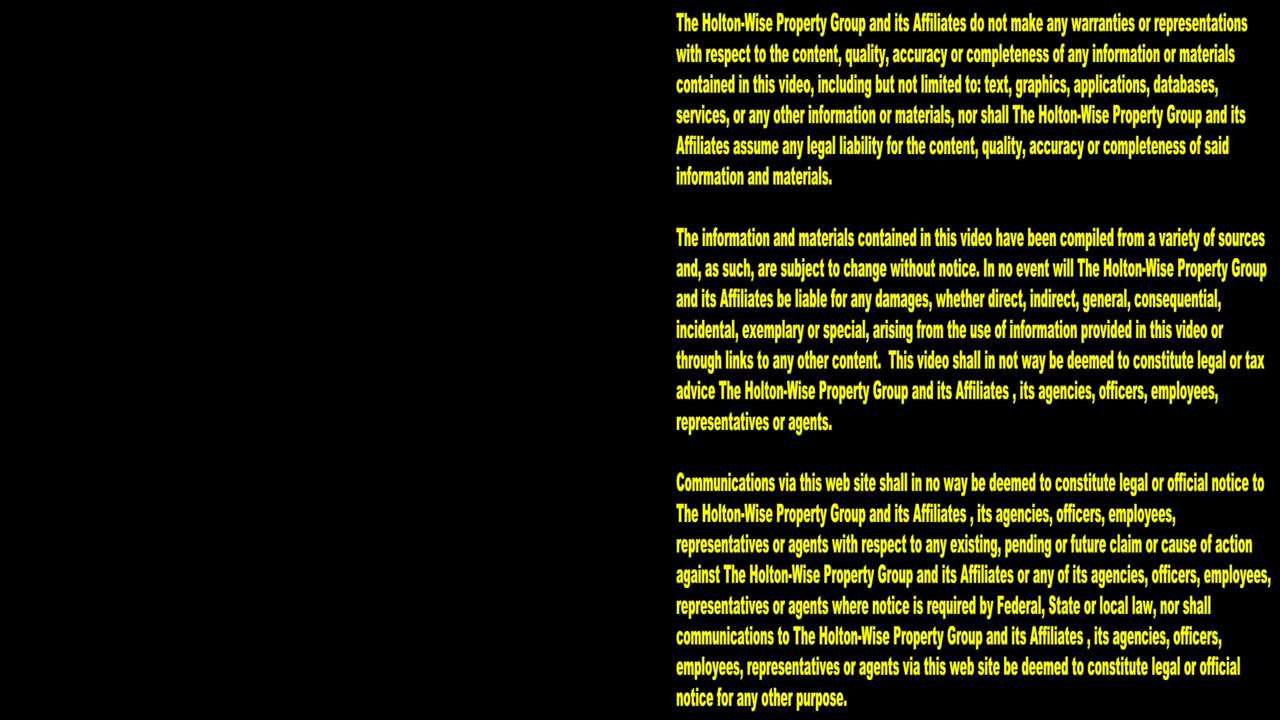 The Holton-Wise Property Group and its Affiliates do not make any warranties or representations
with respect to the content, quality, accuracy or completeness of any information or materials
contained in this video, including but not limited to: text, graphics, applications, databases,
services, or any other information or materials, nor shall The Holton-Wise Property Group and its
Affiliates assume any legal liability for the content, quality, accuracy or completeness of said
information and materials.
The information and materials contained in this video have been compiled from a variety of sources
and, as such, are subject to change without notice. In no event will The Holton-Wise Property Group
and its Affiliates be liable for any damages, whether direct, indirect, general, consequential,
incidental, exemplary or special, arising from the use of information provided in this video or
through links to any other content.  This video shall in not way be deemed to constitute legal or tax
advice The Holton-Wise Property Group and its Affiliates , its agencies, officers, employees,
representatives or agents.
Communications via this web site shall in no way be deemed to constitute legal or official notice to
The Holton-Wise Property Group and its Affiliates , its agencies, officers, employees,
representatives or agents with respect to any existing, pending or future claim or cause of action
against The Holton-Wise Property Group and its Affiliates or any of its agencies, officers, employees,
representatives or agents where notice is required by Federal, State or local law, nor shall
communications to The Holton-Wise Property Group and its Affiliates , its agencies, officers,
employees, representatives or agents via this web site be deemed to constitute legal or official
notice for any other purpose.